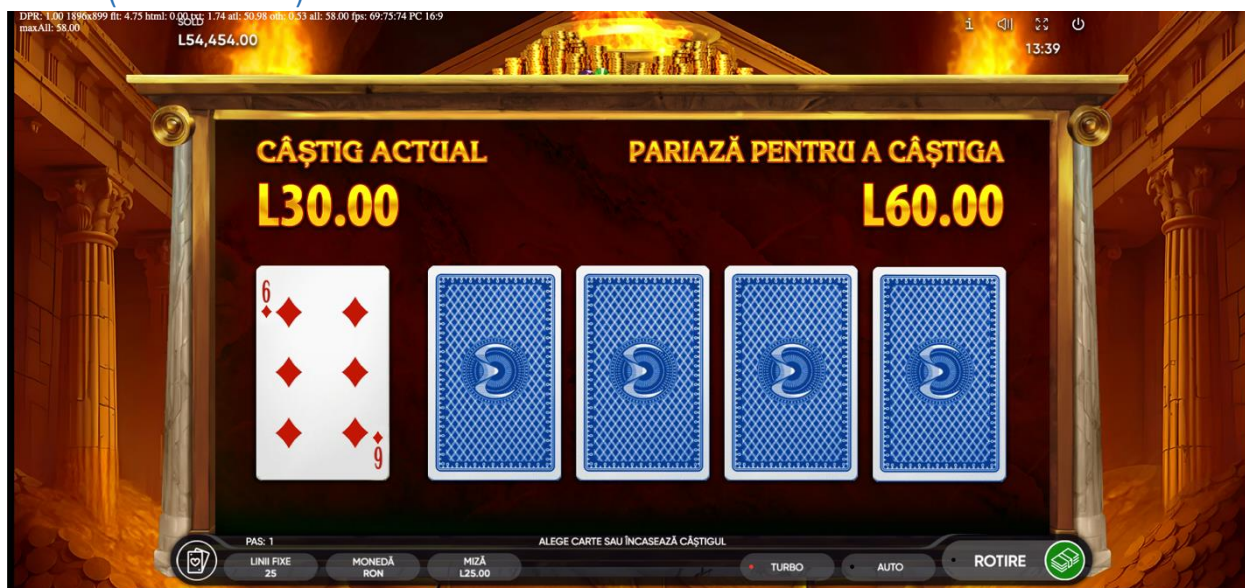 DPR: 1.00 1896x899 flt: 4.75 html: 0.00 txt: 1.74 atl: 50.98 oth: 0.53 all: 58.00 fps: 69:75:74 PC 16:9
maxAll: 58.00
SOLD
L54,454.00
13:39
CÂȘTIG ACTUAL
PARIAZĂ PENTRU A CÂȘTIGA
L30.00
L60.00
6
6
PAS: 1
ALEGE CARTE SAU ÎNCASEAZĂ CÂȘTIGUL
LINII FIXE
25
MONEDĂ
RON
MIZĂ
L25.00
TURBO
AUTO
ROTIRE